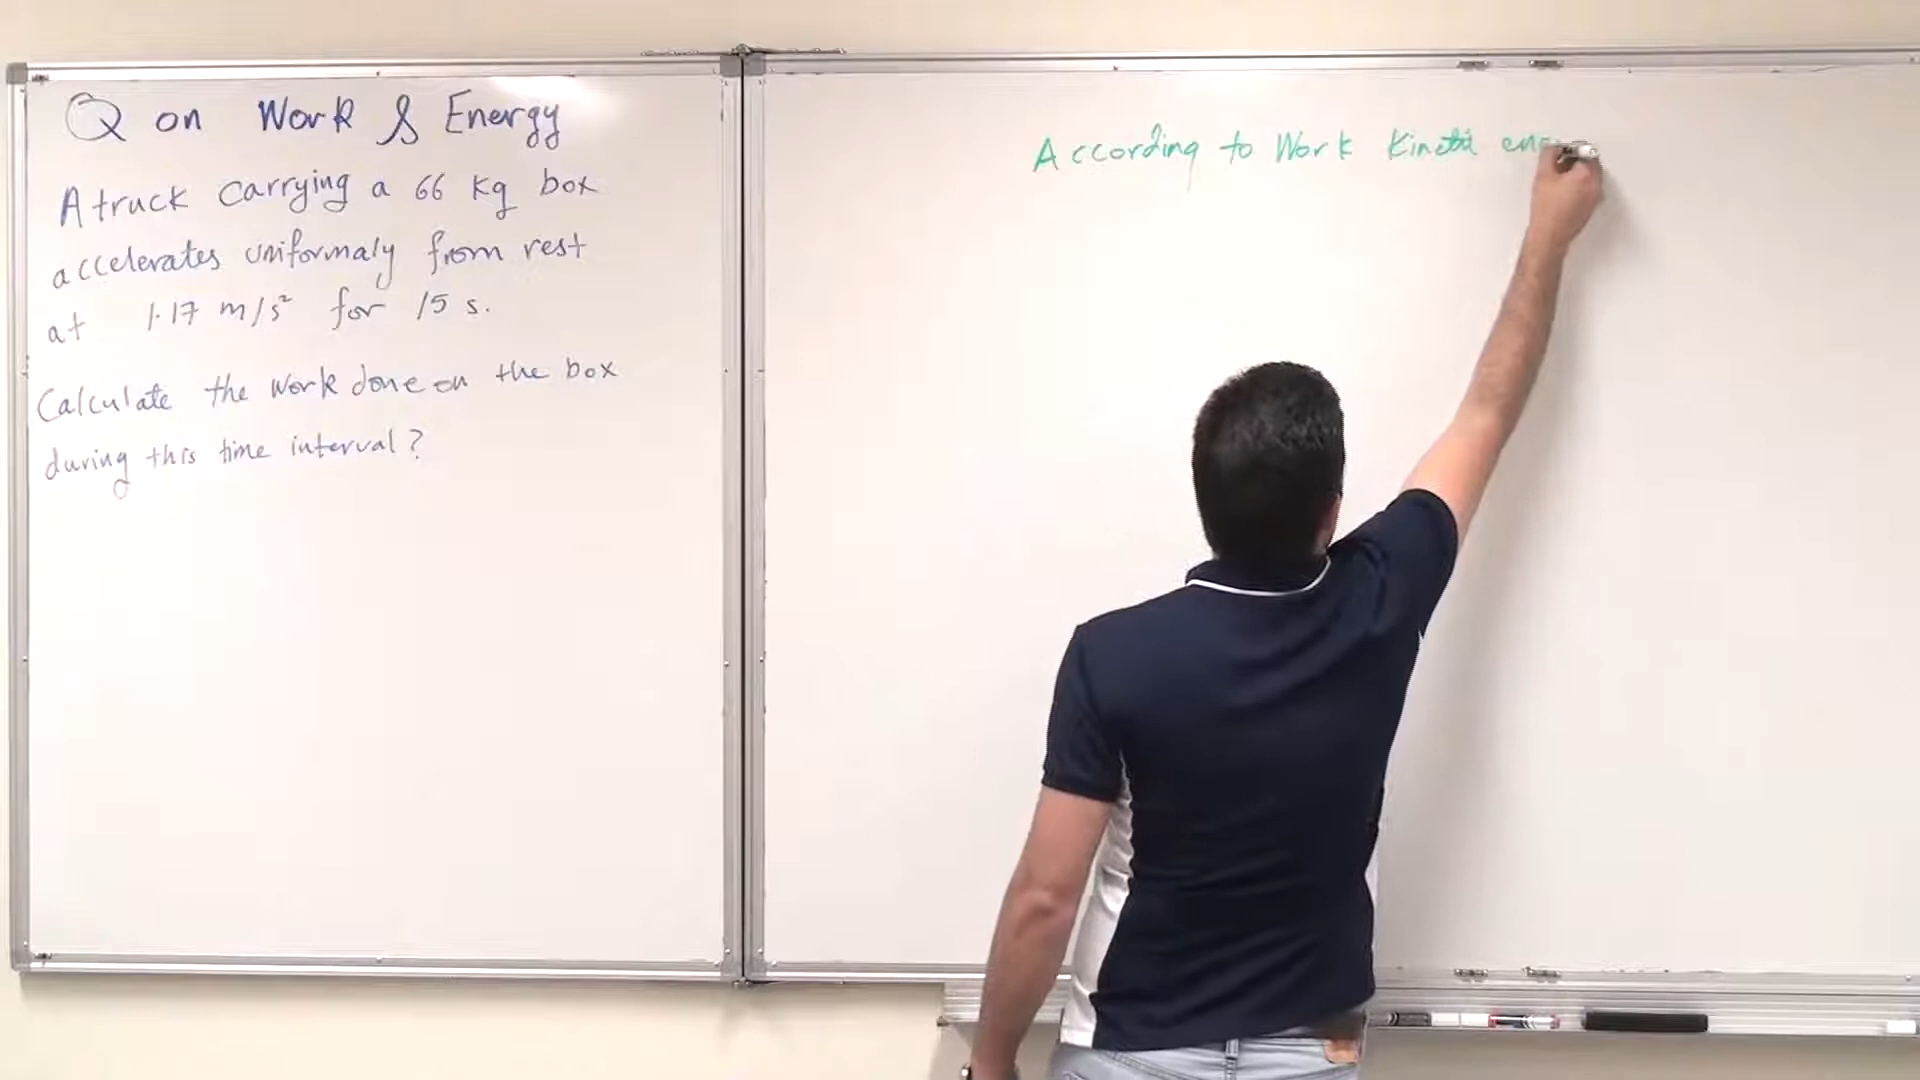 Q on Work & Energy
A truck carrying a 66 kg box
accelerates uniformaly from rest
at 1.17 m/s² for 15 s.
Calculate the work done on the box
during this time interval?
According to Work Kinetic